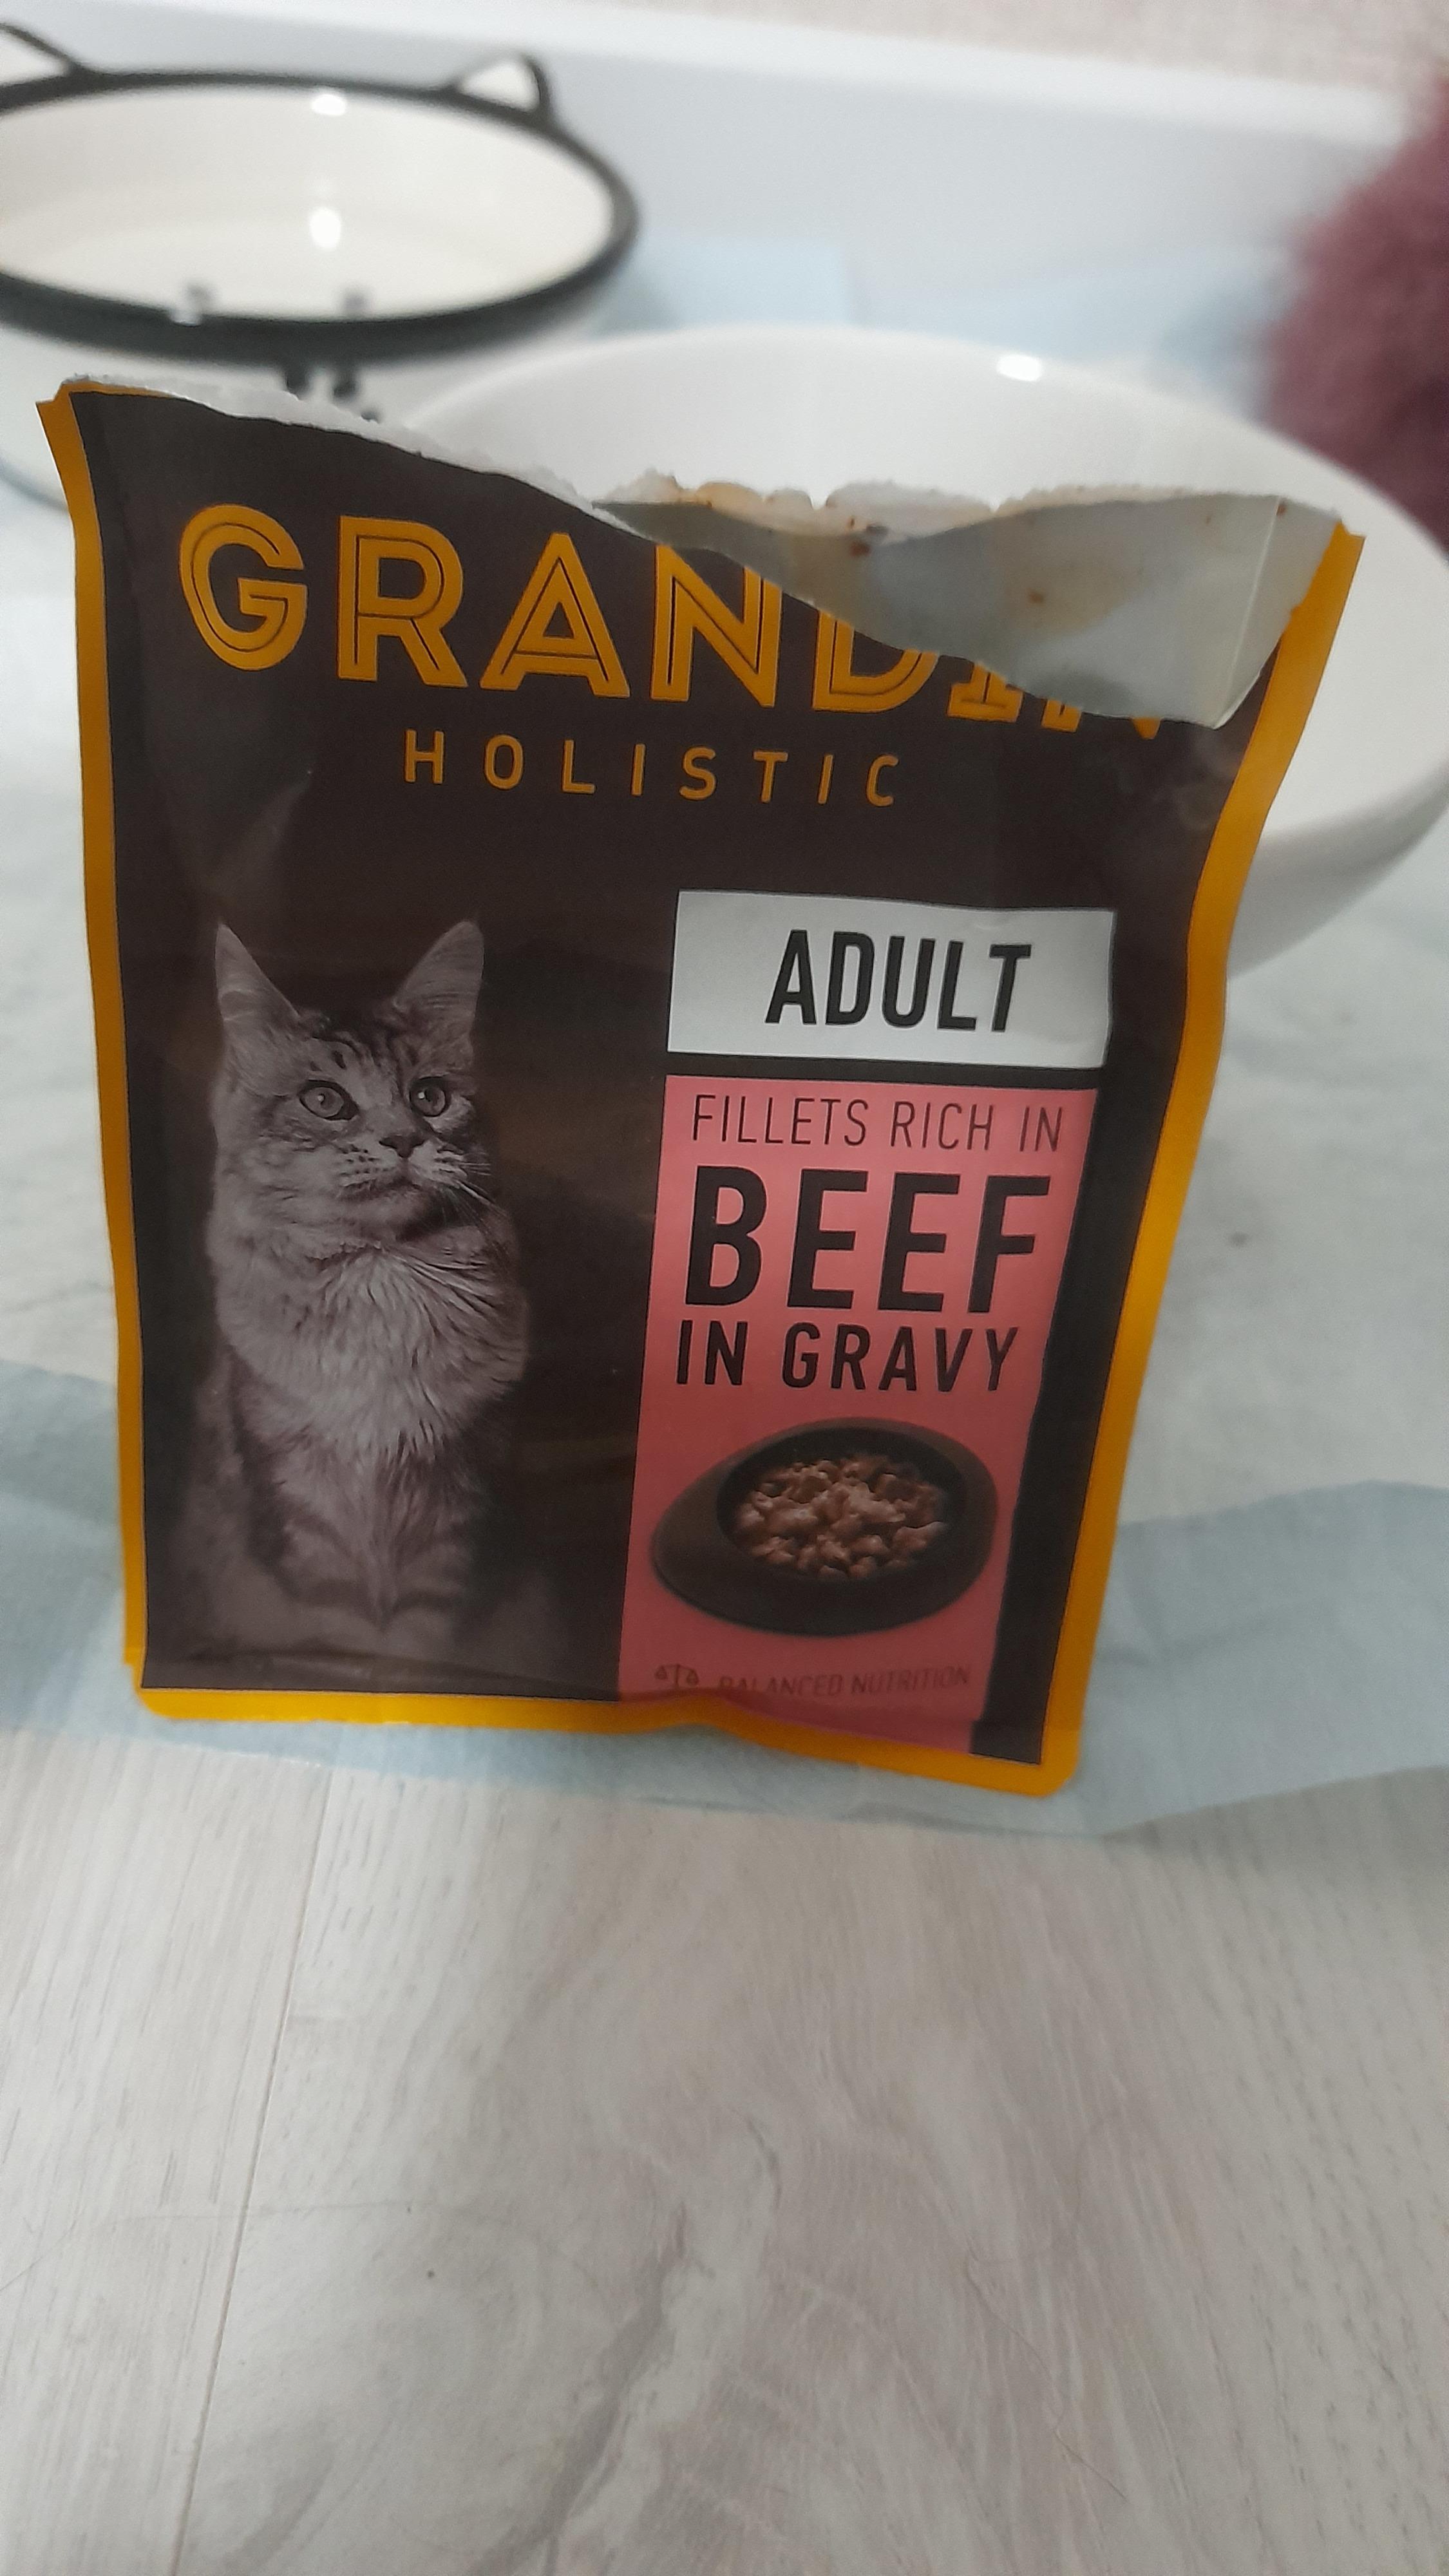 GRANDIN
HOLISTIC
ADULT
FILLETS RICH IN
BEEF
IN GRAVY
BALANCED NUTRITION